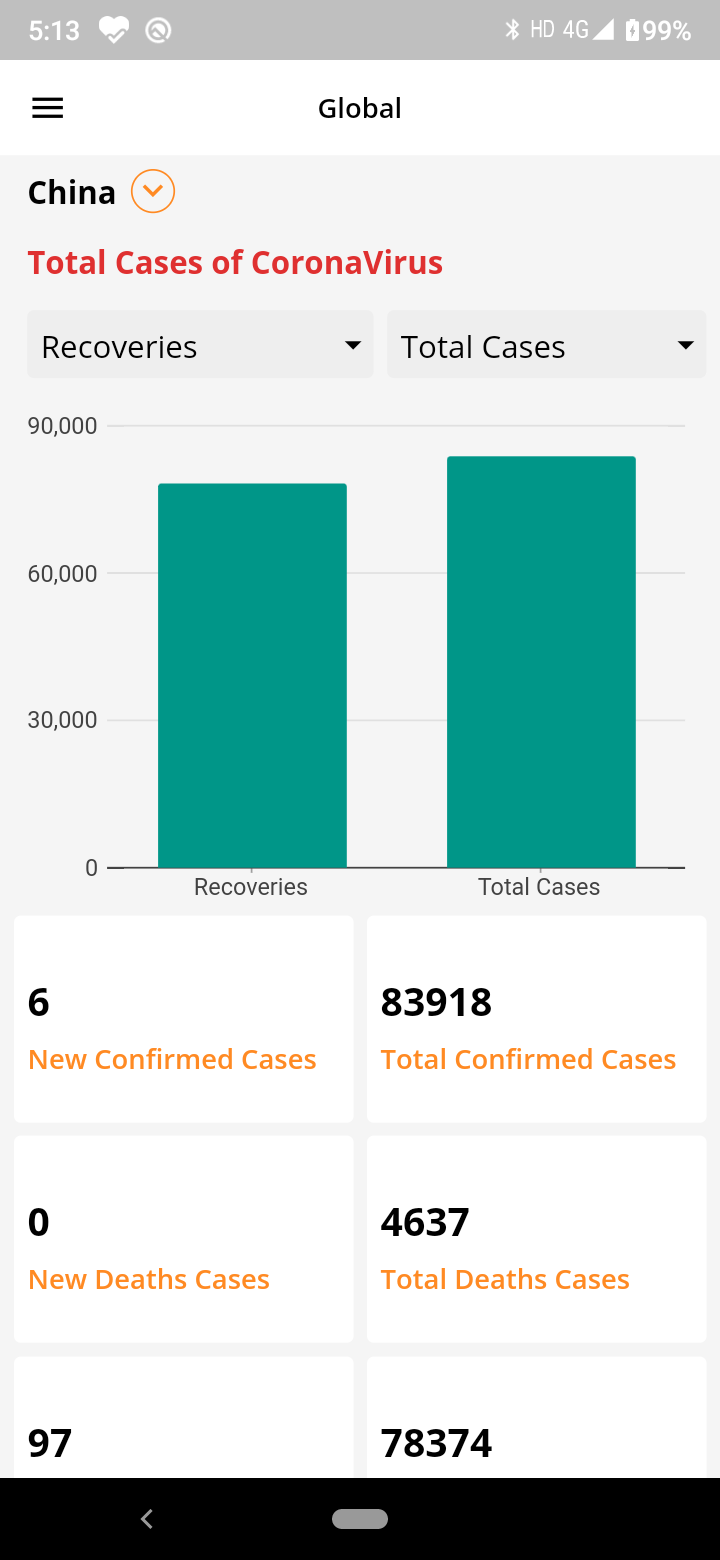 5:13 HD 4G 99%
Global
China
Total Cases of CoronaVirus
Recoveries Total Cases
90,000
60,000
30,000
0
Recoveries Total Cases
6 83918
New Confirmed Cases Total Confirmed Cases
0 4637
New Deaths Cases Total Deaths Cases
97 78374